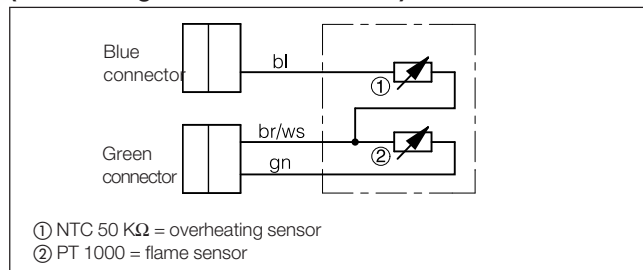 Blue
connector
bl
①
br/ws
Green
connector
gn
②
① NTC 50 KΩ = overheating sensor
② PT 1000 = flame sensor